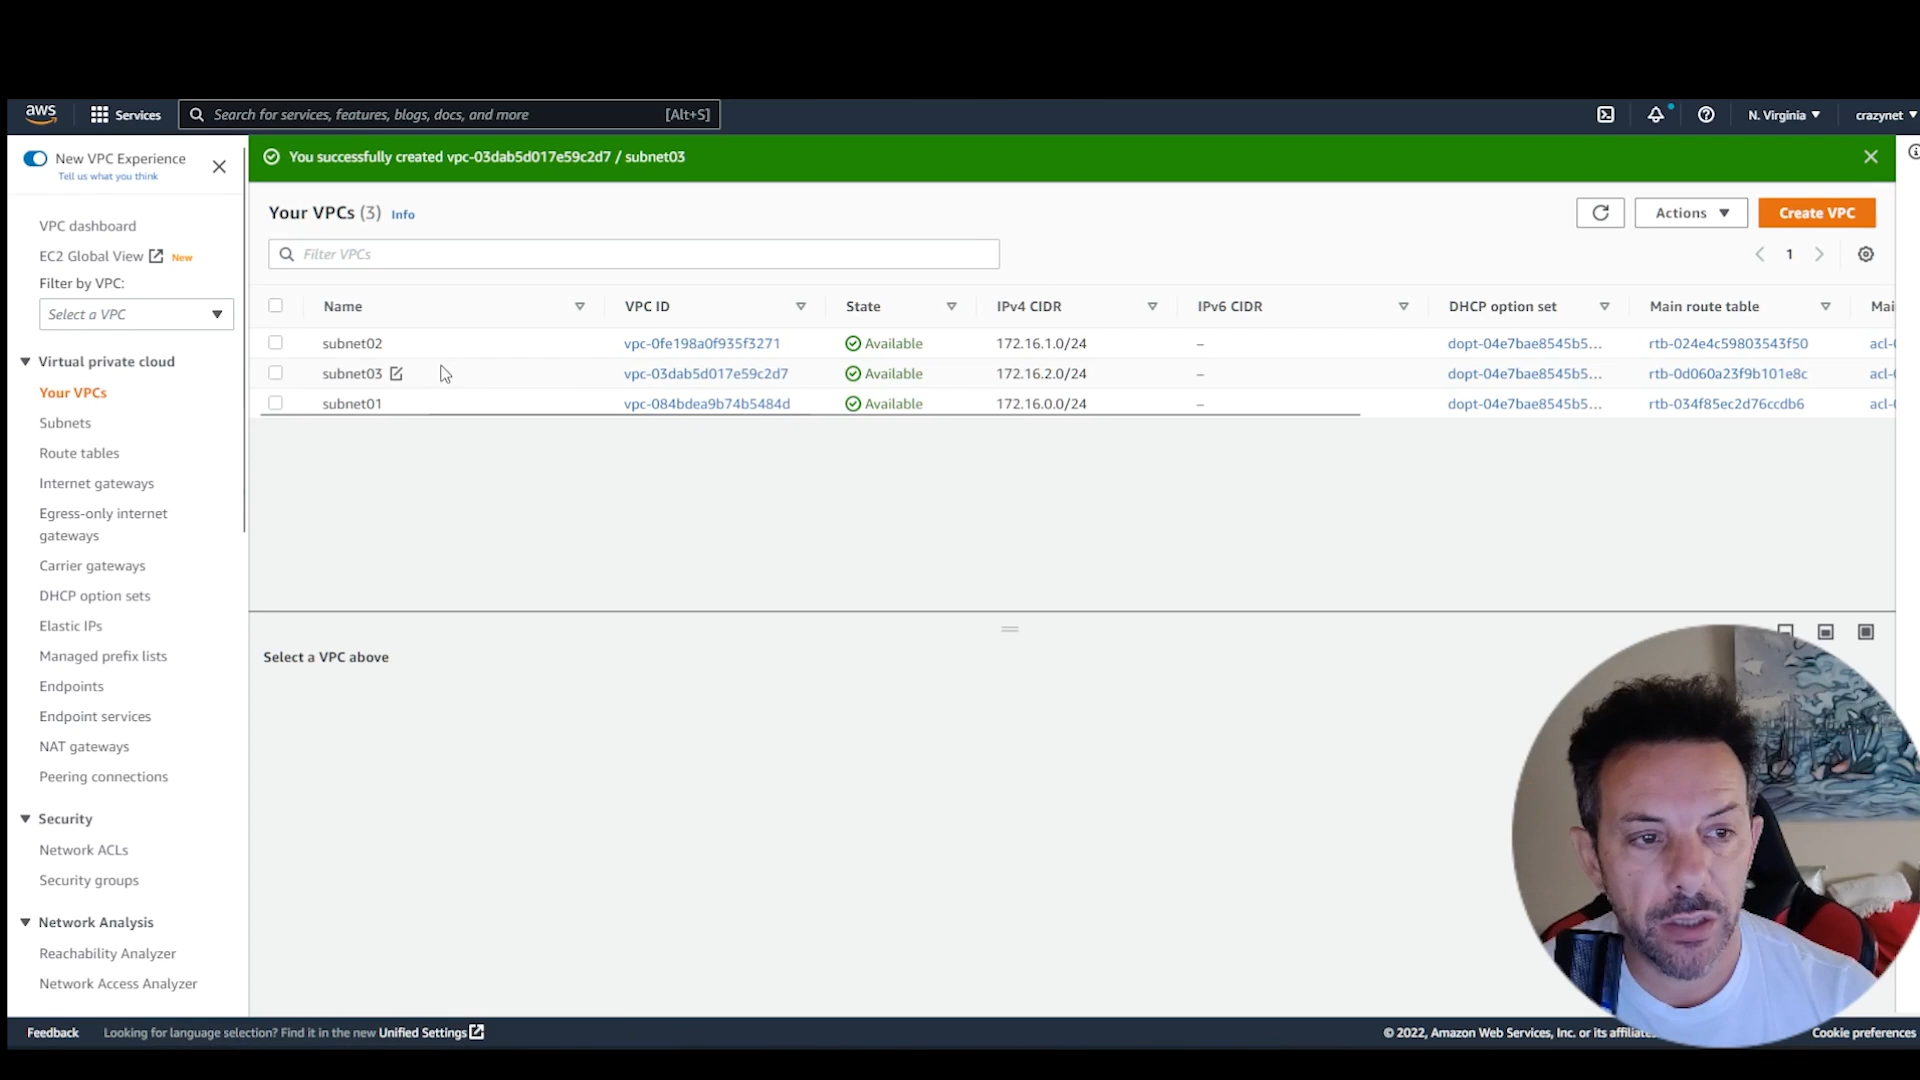 aws
Services
Search for services, features, blogs, docs, and more
[Alt+S]
N. Virginia
crazynet
New VPC Experience
Tell us what you think
You successfully created vpc-03dab5d017e59c2d7 / subnet03
VPC dashboard
EC2 Global View New
Filter by VPC:
Select a VPC
Virtual private cloud
Your VPCs
Subnets
Route tables
Internet gateways
Egress-only internet
gateways
Carrier gateways
DHCP option sets
Elastic IPs
Managed prefix lists
Endpoints
Endpoint services
NAT gateways
Peering connections
Security
Network ACLs
Security groups
Network Analysis
Reachability Analyzer
Network Access Analyzer
Your VPCs (3) Info
Actions
Create VPC
Filter VPCs
1
Name VPC ID State IPv4 CIDR IPv6 CIDR DHCP option set Main route table Mai
subnet02 vpc-0fe198a0f935f3271 Available 172.16.1.0/24 – dopt-04e7bae8545b5... rtb-024e4c59803543f50 acl-
subnet03 vpc-03dab5d017e59c2d7 Available 172.16.2.0/24 – dopt-04e7bae8545b5... rtb-0d060a23f9b101e8c acl-
subnet01 vpc-084bdea9b74b5484d Available 172.16.0.0/24 – dopt-04e7bae8545b5... rtb-034f85ec2d76ccdb6 acl-
Select a VPC above
Feedback
Looking for language selection? Find it in the new Unified Settings
© 2022, Amazon Web Services, Inc. or its affiliate
Cookie preferences